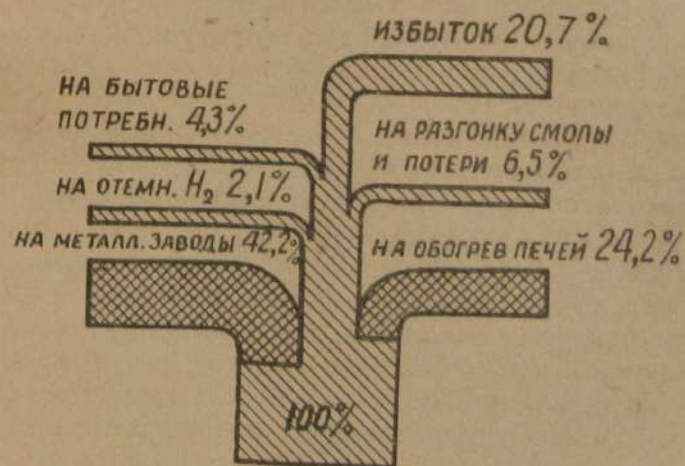 ИЗБЫТОК 20,7%
НА БЫТОВЫЕ
ПОТРЕБН. 4,3%
НА РАЗГОНКУ СМОЛЫ
И ПОТЕРИ 6,5%
НА ОТЕМН. H₂ 2,1%
НА МЕТАЛЛ. ЗАВОДЫ 42,2%
НА ОБОГРЕВ ПЕЧЕЙ 24,2%
100%